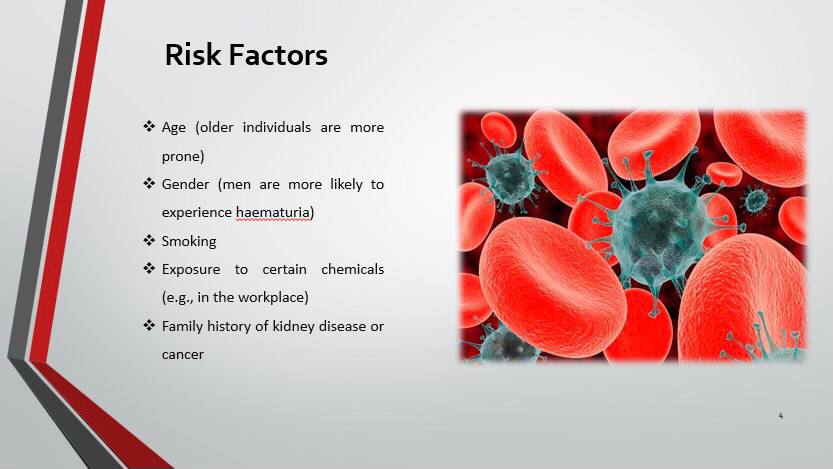 Risk Factors
❖ Age (older individuals are more
prone)
❖ Gender (men are more likely to
experience haematuria)
❖ Smoking
❖ Exposure to certain chemicals
(e.g., in the workplace)
❖ Family history of kidney disease or
cancer
4